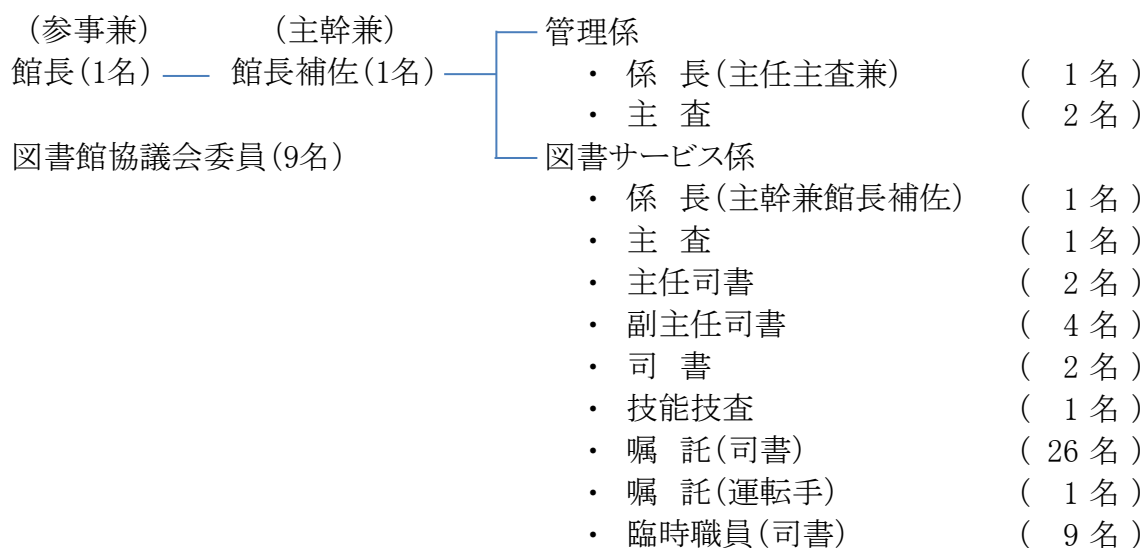 (参事兼) (主幹兼) 管理係
館長(1名) 館長補佐(1名) ・ 係 長(主任主査兼) ( 1 名 )
・ 主 査 ( 2 名 )
図書館協議会委員(9名) 図書サービス係
・ 係 長(主幹兼館長補佐) ( 1 名 )
・ 主 査 ( 1 名 )
・ 主任司書 ( 2 名 )
・ 副主任司書 ( 4 名 )
・ 司 書 ( 2 名 )
・ 技能技査 ( 1 名 )
・ 嘱 託(司書) ( 26 名 )
・ 嘱 託(運転手) ( 1 名 )
・ 臨時職員(司書) ( 9 名 )